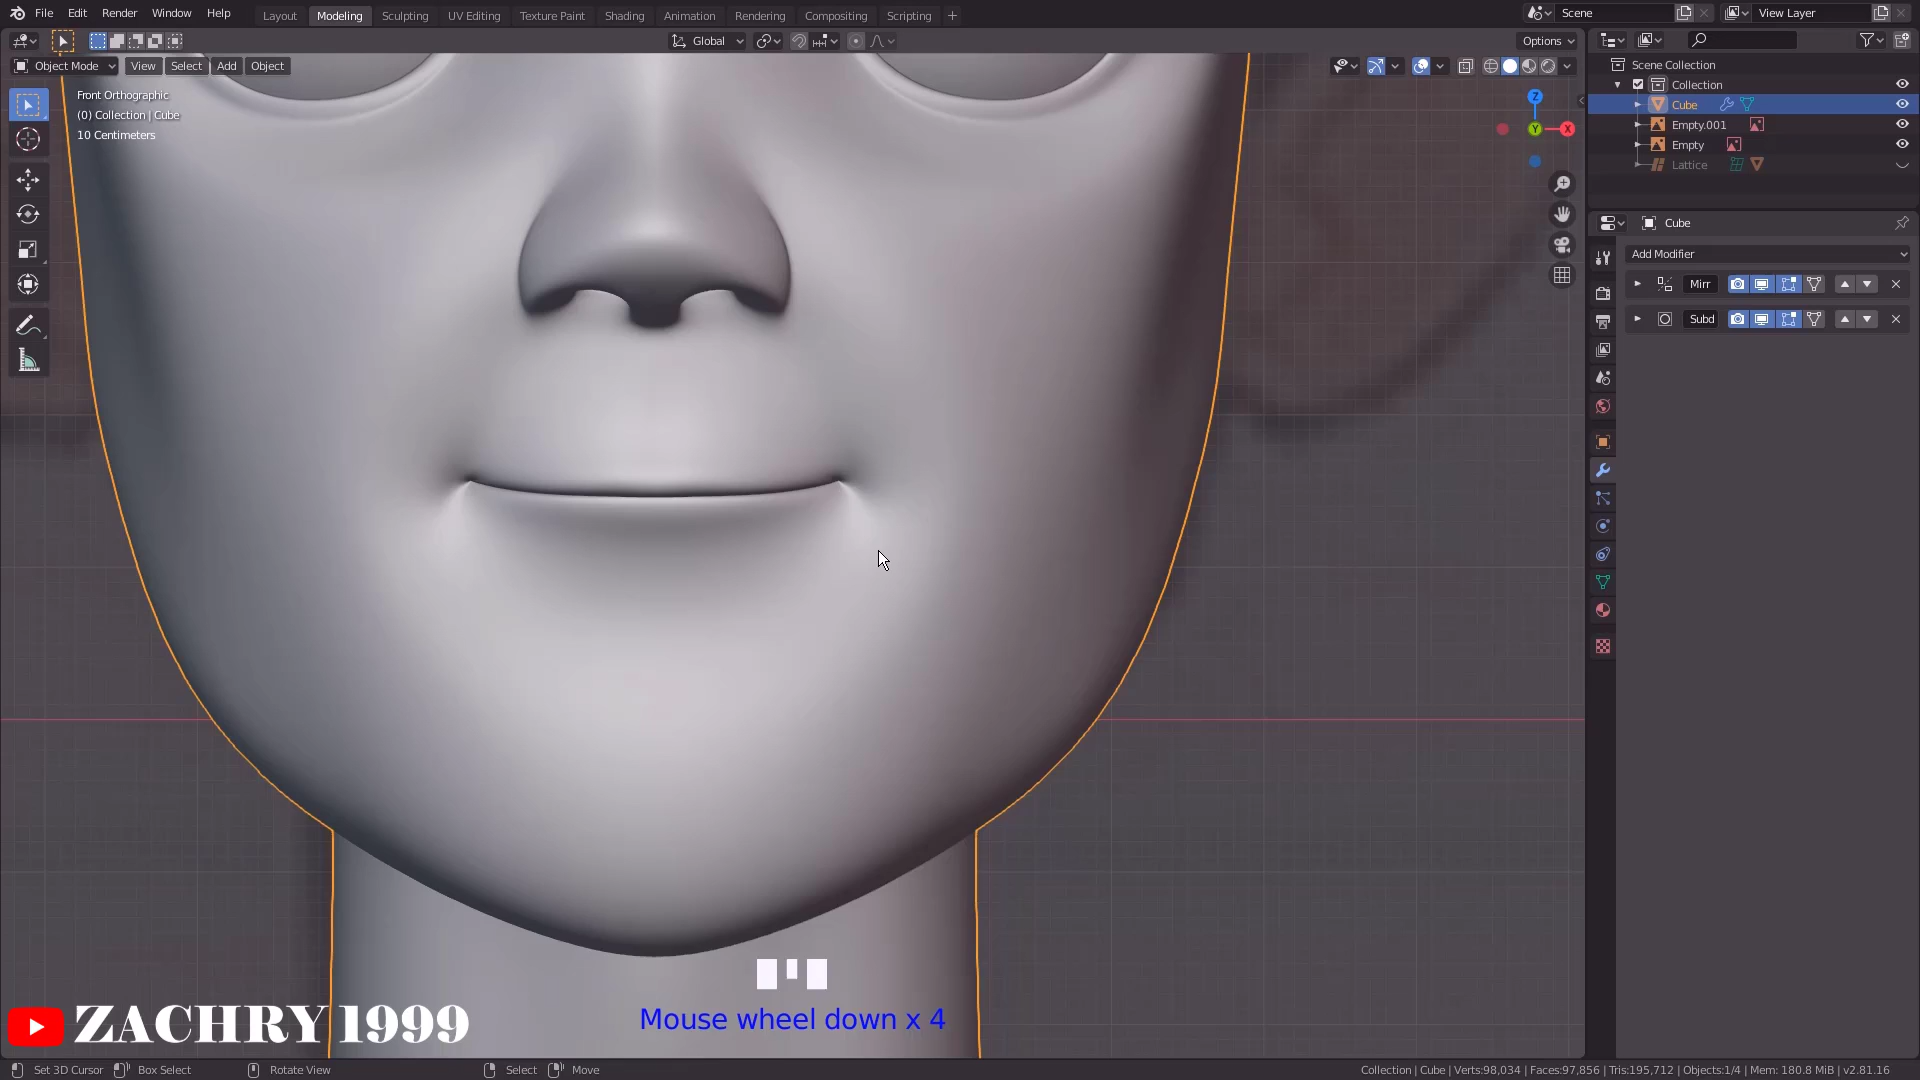 File Edit Render Window Help Layout Modeling Sculpting UV Editing Texture Paint Shading Animation Rendering Compositing Scripting + Scene View Layer
Global Options
Object Mode View Select Add Object
Front Orthographic
(0) Collection | Cube
10 Centimeters
Z
Y X
Scene Collection
Collection
Cube
Empty.001
Empty
Lattice
Cube
Add Modifier
Mirr
Subd
Mouse wheel down x 4
ZACHRY 1999
Set 3D Cursor Box Select Rotate View Select Move Collection | Cube | Verts:98,034 | Faces:97,856 | Tris:195,712 | Objects:1/4 | Mem: 180.8 MiB | v2.81.16